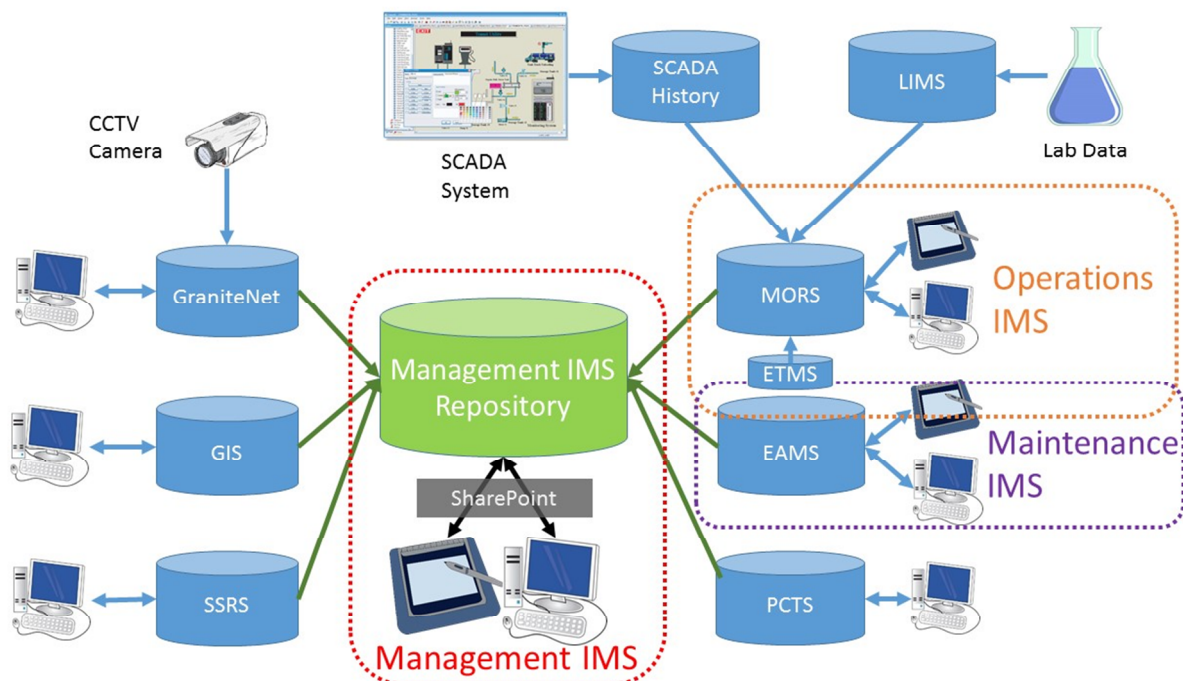 SCADA
History
LIMS
CCTV
Camera
EXIT
SCADA
System
Lab Data
GraniteNet
MORS
Operations
IMS
Management IMS
Repository
ETMS
GIS
EAMS
Maintenance
IMS
SharePoint
SSRS
PCTS
Management IMS